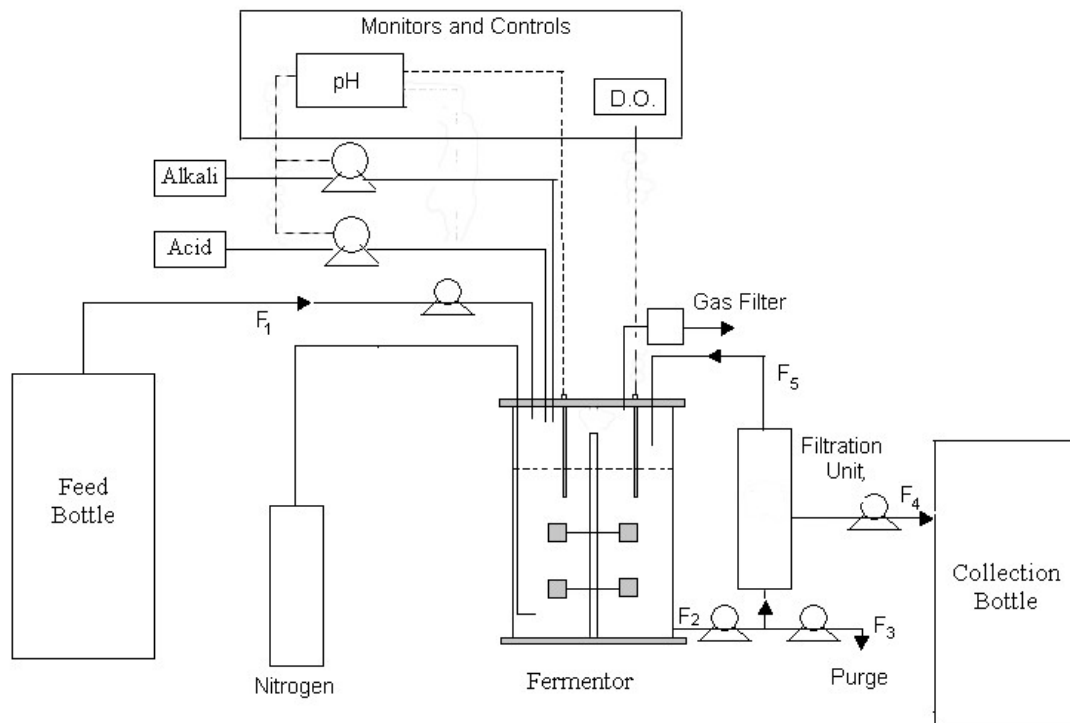 Monitors and Controls
pH
D.O.
Alkali
Acid
Gas Filter
F1
F5
Filtration
Unit,
Feed
Bottle
F4
Collection
Bottle
F2
F3
Nitrogen
Fermentor
Purge